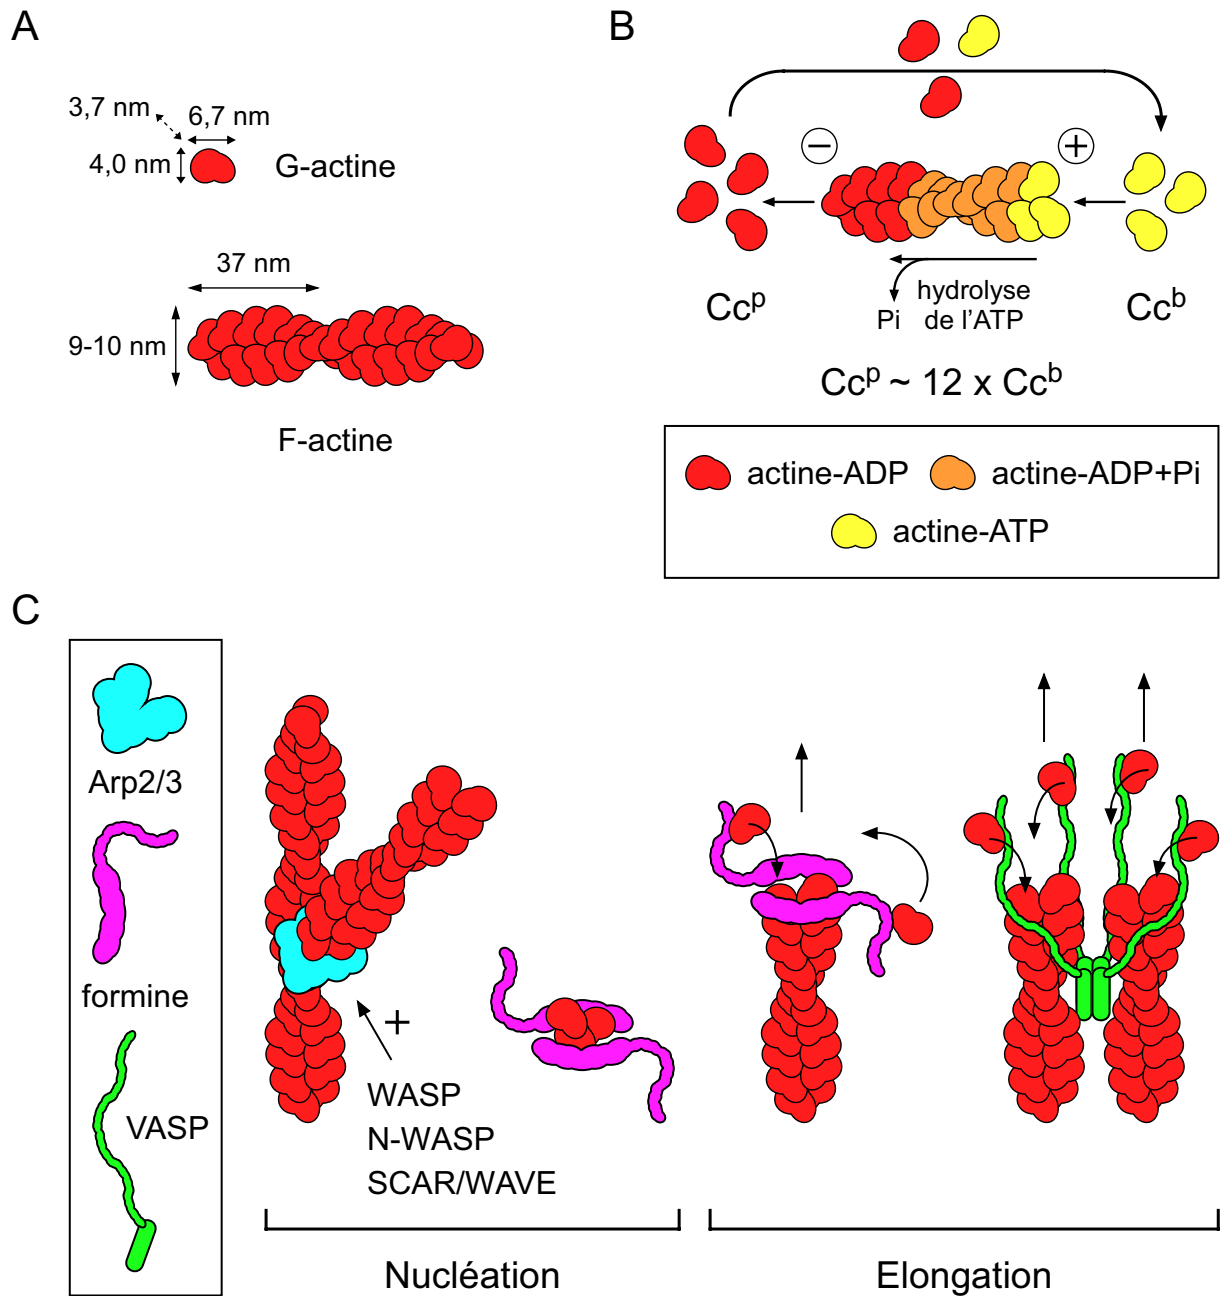 A
3,7 nm
6,7 nm
4,0 nm
G-actine
37 nm
9-10 nm
F-actine
B
−
+
Ccᵖ
Pi
hydrolyse
de l'ATP
Ccᵇ
Ccᵖ ~ 12 x Ccᵇ
actine-ADP
actine-ADP+Pi
actine-ATP
C
Arp2/3
formine
VASP
+
WASP
N-WASP
SCAR/WAVE
Nucléation
Elongation